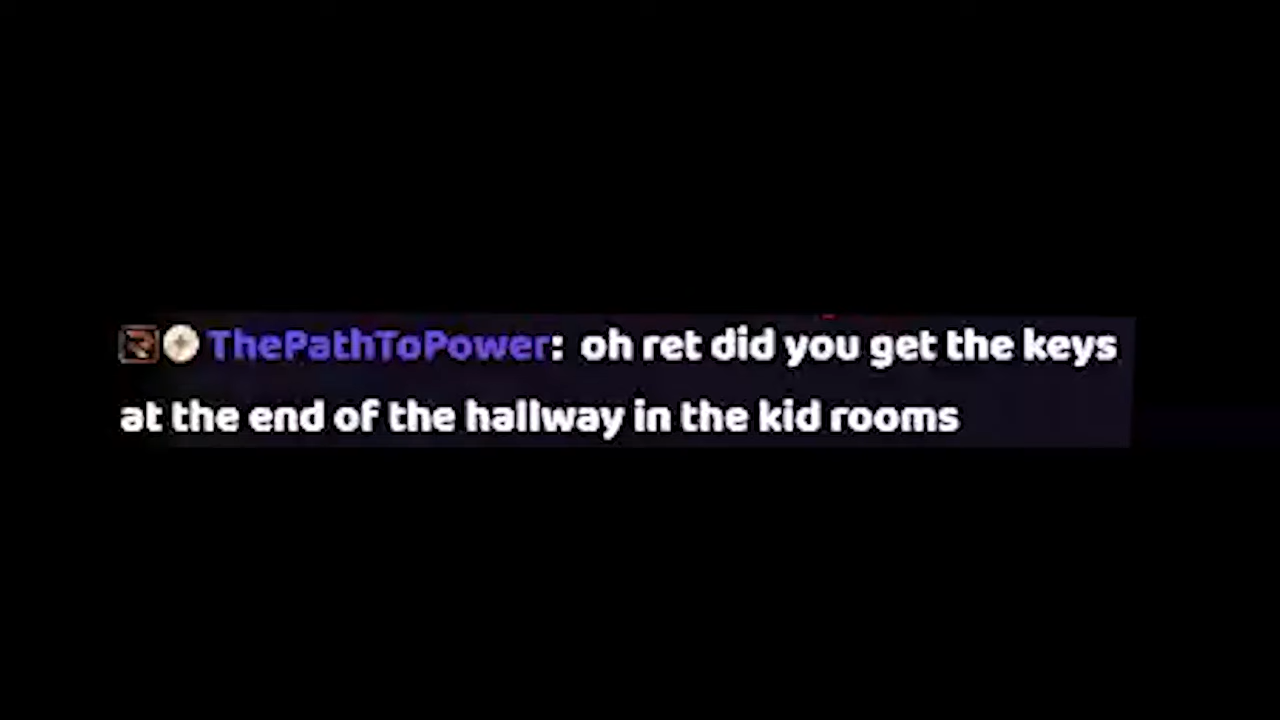 ThePathToPower: oh ret did you get the keys
at the end of the hallway in the kid rooms